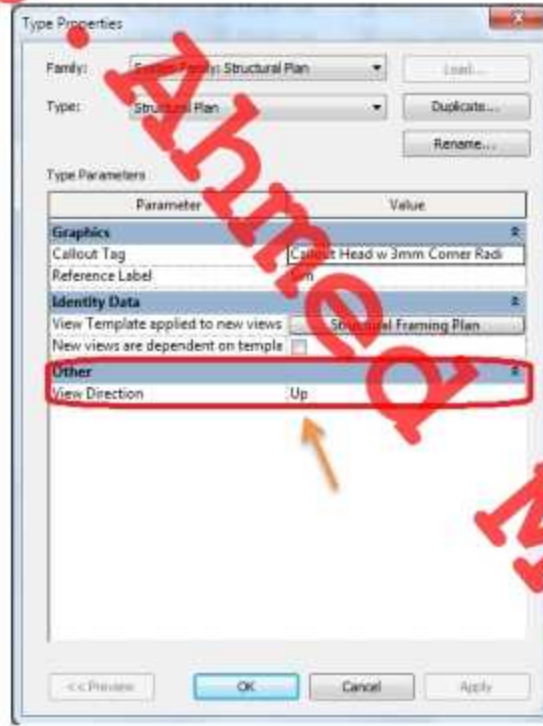 Type Properties
Family: System Family: Structural Plan Load...
Type: Structural Plan Duplicate...
Rename...
Type Parameters
Parameter Value
Graphics
Callout Tag Callout Head w 3mm Corner Radi
Reference Label
Identity Data
View Template applied to new views Structural Framing Plan
New views are dependent on temple
Other
View Direction Up
<< Preview OK Cancel Apply
. Ahmed M